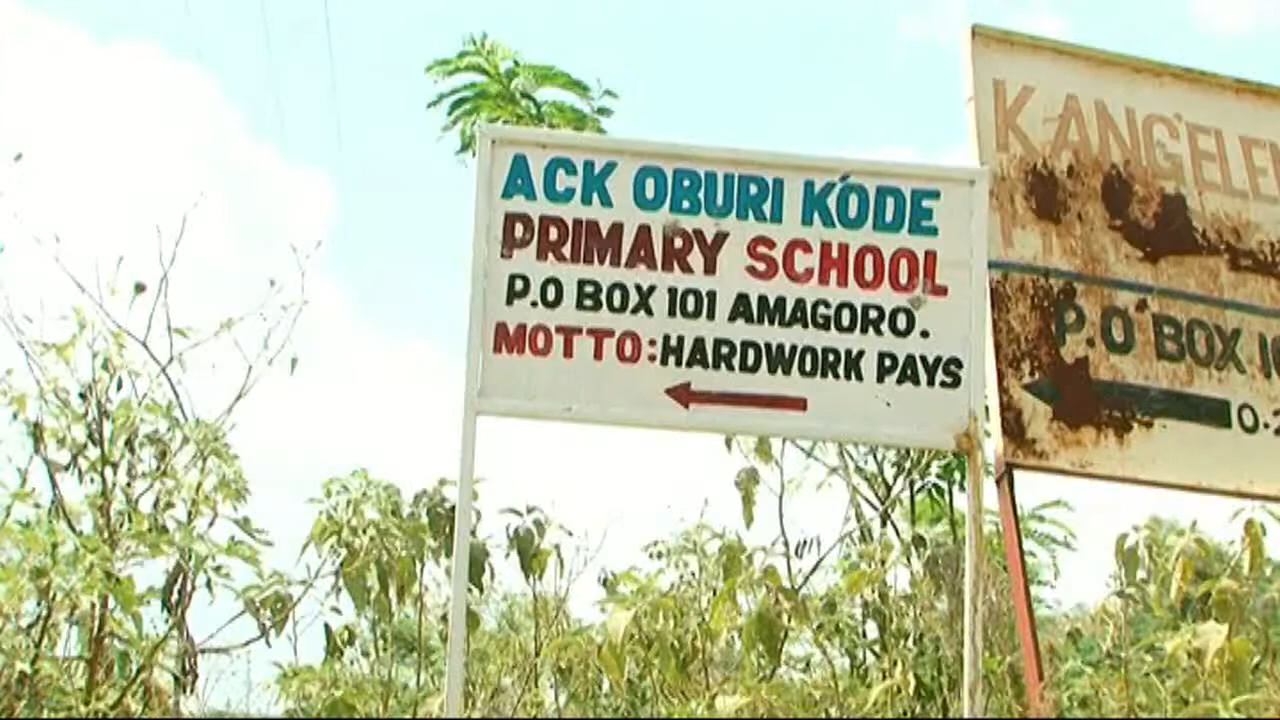 ACK OBURI KODE
PRIMARY SCHOOL
P.O BOX 101 AMAGORO.
MOTTO:HARDWORK PAYS
P.O BOX